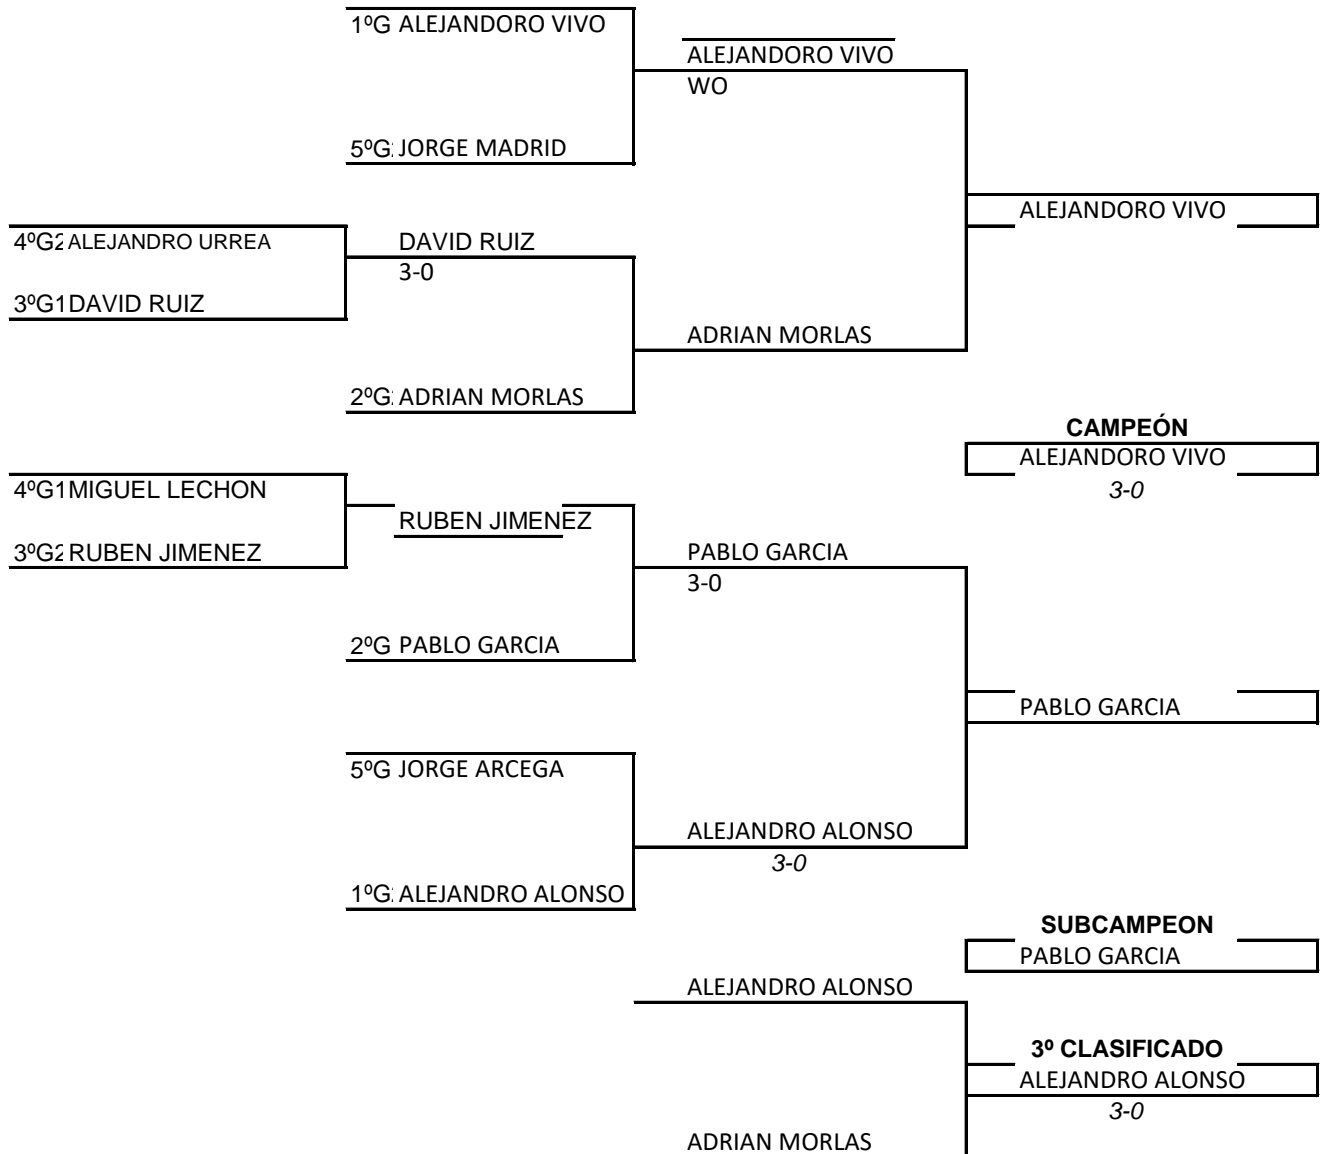 1ºG ALEJANDORO VIVO
ALEJANDORO VIVO
WO
5ºG: JORGE MADRID
ALEJANDORO VIVO
4ºG2 ALEJANDRO URREA
DAVID RUIZ
3-0
3ºG1 DAVID RUIZ
ADRIAN MORLAS
2ºG: ADRIAN MORLAS
CAMPEÓN
ALEJANDORO VIVO
3-0
4ºG1 MIGUEL LECHON
RUBEN JIMENEZ
3ºG2 RUBEN JIMENEZ
PABLO GARCIA
3-0
2ºG PABLO GARCIA
PABLO GARCIA
5ºG JORGE ARCEGA
ALEJANDRO ALONSO
3-0
1ºG: ALEJANDRO ALONSO
SUBCAMPEON
PABLO GARCIA
ALEJANDRO ALONSO
3º CLASIFICADO
ALEJANDRO ALONSO
3-0
ADRIAN MORLAS